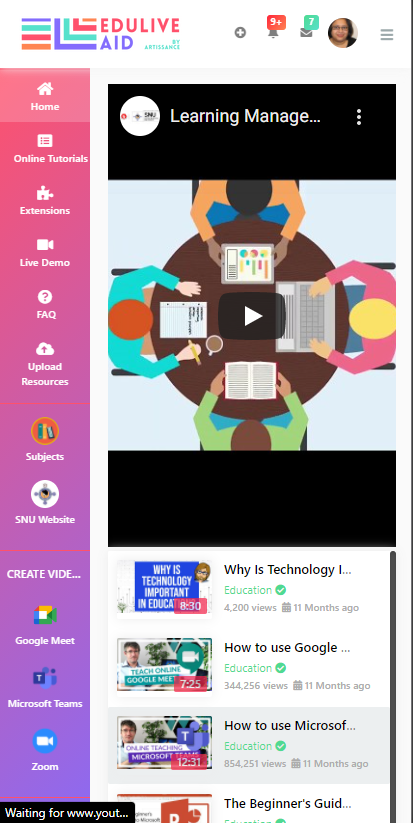 EDULIVE
AID
BY
ARTISSANCE
9+
7
Home
Online Tutorials
Extensions
Live Demo
FAQ
Upload
Resources
Subjects
SNU Website
CREATE VIDE...
Google Meet
Microsoft Teams
Zoom
SNU
Learning Manage...
WHY IS
TECHNOLOGY
IMPORTANT
IN EDUCATI
8:30
Why Is Technology I...
Education
4,200 views 11 Months ago
TEACH ONLINE
GOOGLE MEET
7:25
How to use Google ...
Education
344,256 views 11 Months ago
ONLINE TEACHING
MICROSOFT TEAMS
12:31
How to use Microsof...
Education
854,251 views 11 Months ago
Beginner's
The Beginner's Guid...
Waiting for www.yout...